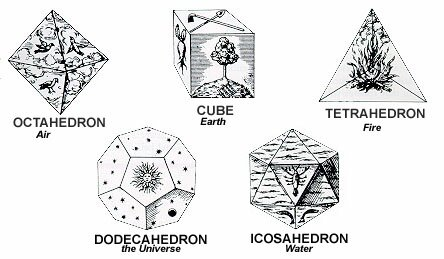 OCTAHEDRON
Air
CUBE
Earth
TETRAHEDRON
Fire
DODECAHEDRON
the Universe
ICOSAHEDRON
Water